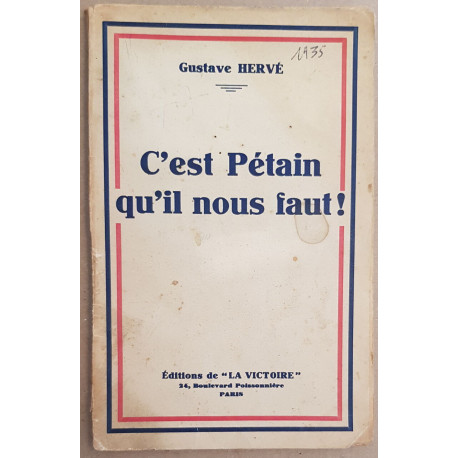 1935
Gustave HERVÉ
C'est Pétain
qu'il nous faut!
Éditions de "LA VICTOIRE"
24, Boulevard Poissonnière
PARIS